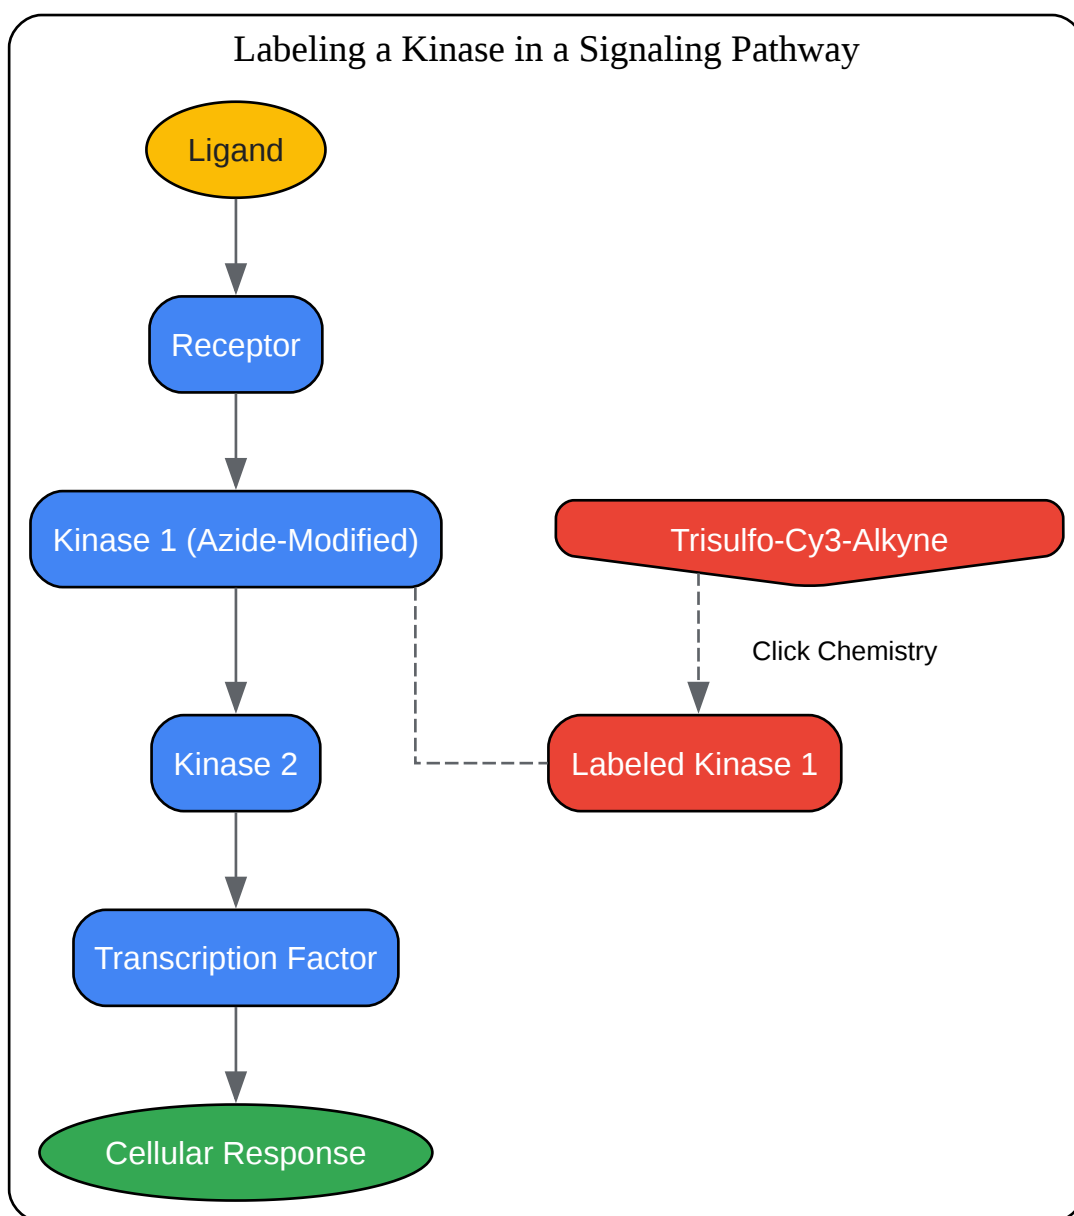 Labeling a Kinase in a Signaling Pathway
Ligand
Receptor
Kinase 1 (Azide-Modified)
Trisulfo-Cy3-Alkyne
Click Chemistry
Kinase 2
Labeled Kinase 1
Transcription Factor
Cellular Response